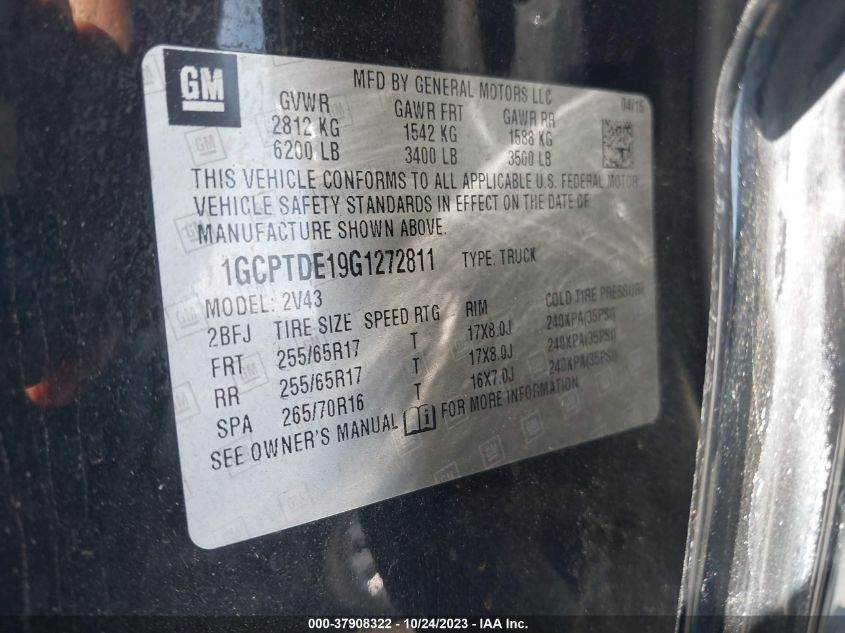 GM
MFD BY GENERAL MOTORS LLC
04/16
GVWR GAWR FRT GAWR RR
2812 KG 1542 KG 1588 KG
6200 LB 3400 LB 3500 LB
THIS VEHICLE CONFORMS TO ALL APPLICABLE U.S. FEDERAL MOTOR
VEHICLE SAFETY STANDARDS IN EFFECT ON THE DATE OF
MANUFACTURE SHOWN ABOVE.
1GCPTDE19G1272811 TYPE: TRUCK
MODEL: 2V43
2BFJ TIRE SIZE SPEED RTG RIM COLD TIRE PRESSURE
FRT 255/65R17 T 17X8.0J 240KPA(35PSI)
RR 255/65R17 T 17X8.0J 240KPA(35PSI)
SPA 265/70R16 T 16X7.0J 240KPA(35PSI)
SEE OWNER'S MANUAL FOR MORE INFORMATION
000-37908322 - 10/24/2023 - IAA Inc.